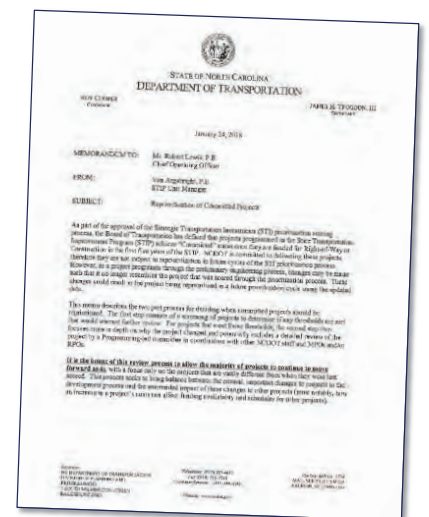 STATE OF NORTH CAROLINA
DEPARTMENT OF TRANSPORTATION
ROY COOPER
GOVERNOR
JAMES H. TROGDON, III
SECRETARY
January 24, 2018
MEMORANDUM TO: Mr. Robert Lewis, P.E.
Chief Operating Officer
FROM: Van Argabright, P.E.
STIP Unit Manager
SUBJECT: Reprioritization of Committed Projects
As part of the approval of the Strategic Transportation Investments (STI) prioritization scoring
process, the Board of Transportation has defined that projects programmed in the State Transportation
Improvement Program (STIP) achieve "Committed" status once they are funded for Right of Way or
Construction in the first five years of the STIP. NCDOT is committed to delivering these projects,
therefore they are not subject to reprioritization in future cycles of the STI prioritization process.
However, as a project progresses through the preliminary engineering process, changes may be made
such that it no longer resembles the project that was scored through the prioritization process. These
changes could result in the project being reprioritized in a future prioritization cycle using the updated
data.
This memo describes the two part process for deciding when committed projects should be
reprioritized. The first step consists of a screening of projects to determine if any thresholds are met
that would warrant further review. For projects that meet these thresholds, the second step then
focuses more in depth on why the project changed and potentially includes a detailed review of the
project by a Programming committee in coordination with other NCDOT staff and MPOs and/or
RPOs.
It is the intent of this review process to allow the majority of projects to continue to move
forward as is, with a focus only on the projects that are vastly different from when they were last
scored. This process seeks to bring balance between the normal, important changes to projects in the
development process and the unintended impact of these changes to other projects (most notably, how
an increase in a project's costs can affect funding availability and schedules for other projects).